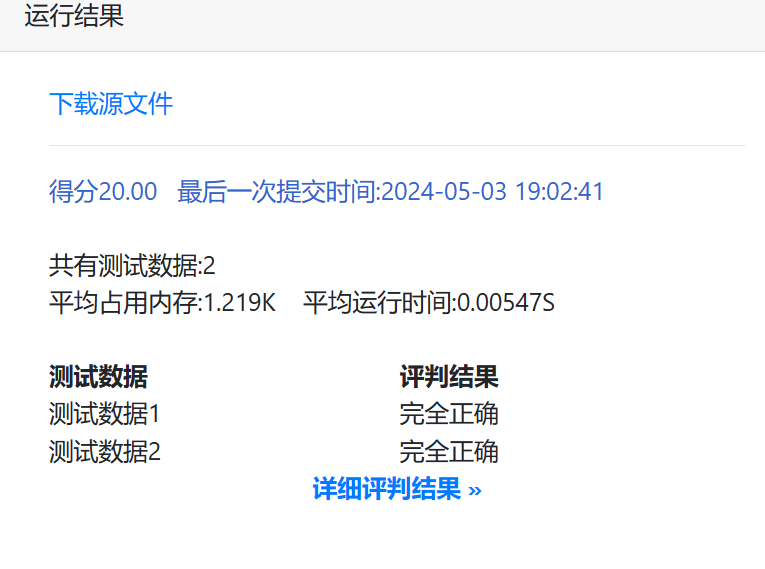 运行结果
下载源文件
得分20.00 最后一次提交时间:2024-05-03 19:02:41
共有测试数据:2
平均占用内存:1.219K 平均运行时间:0.00547S
测试数据 评判结果
测试数据1 完全正确
测试数据2 完全正确
详细评判结果 »